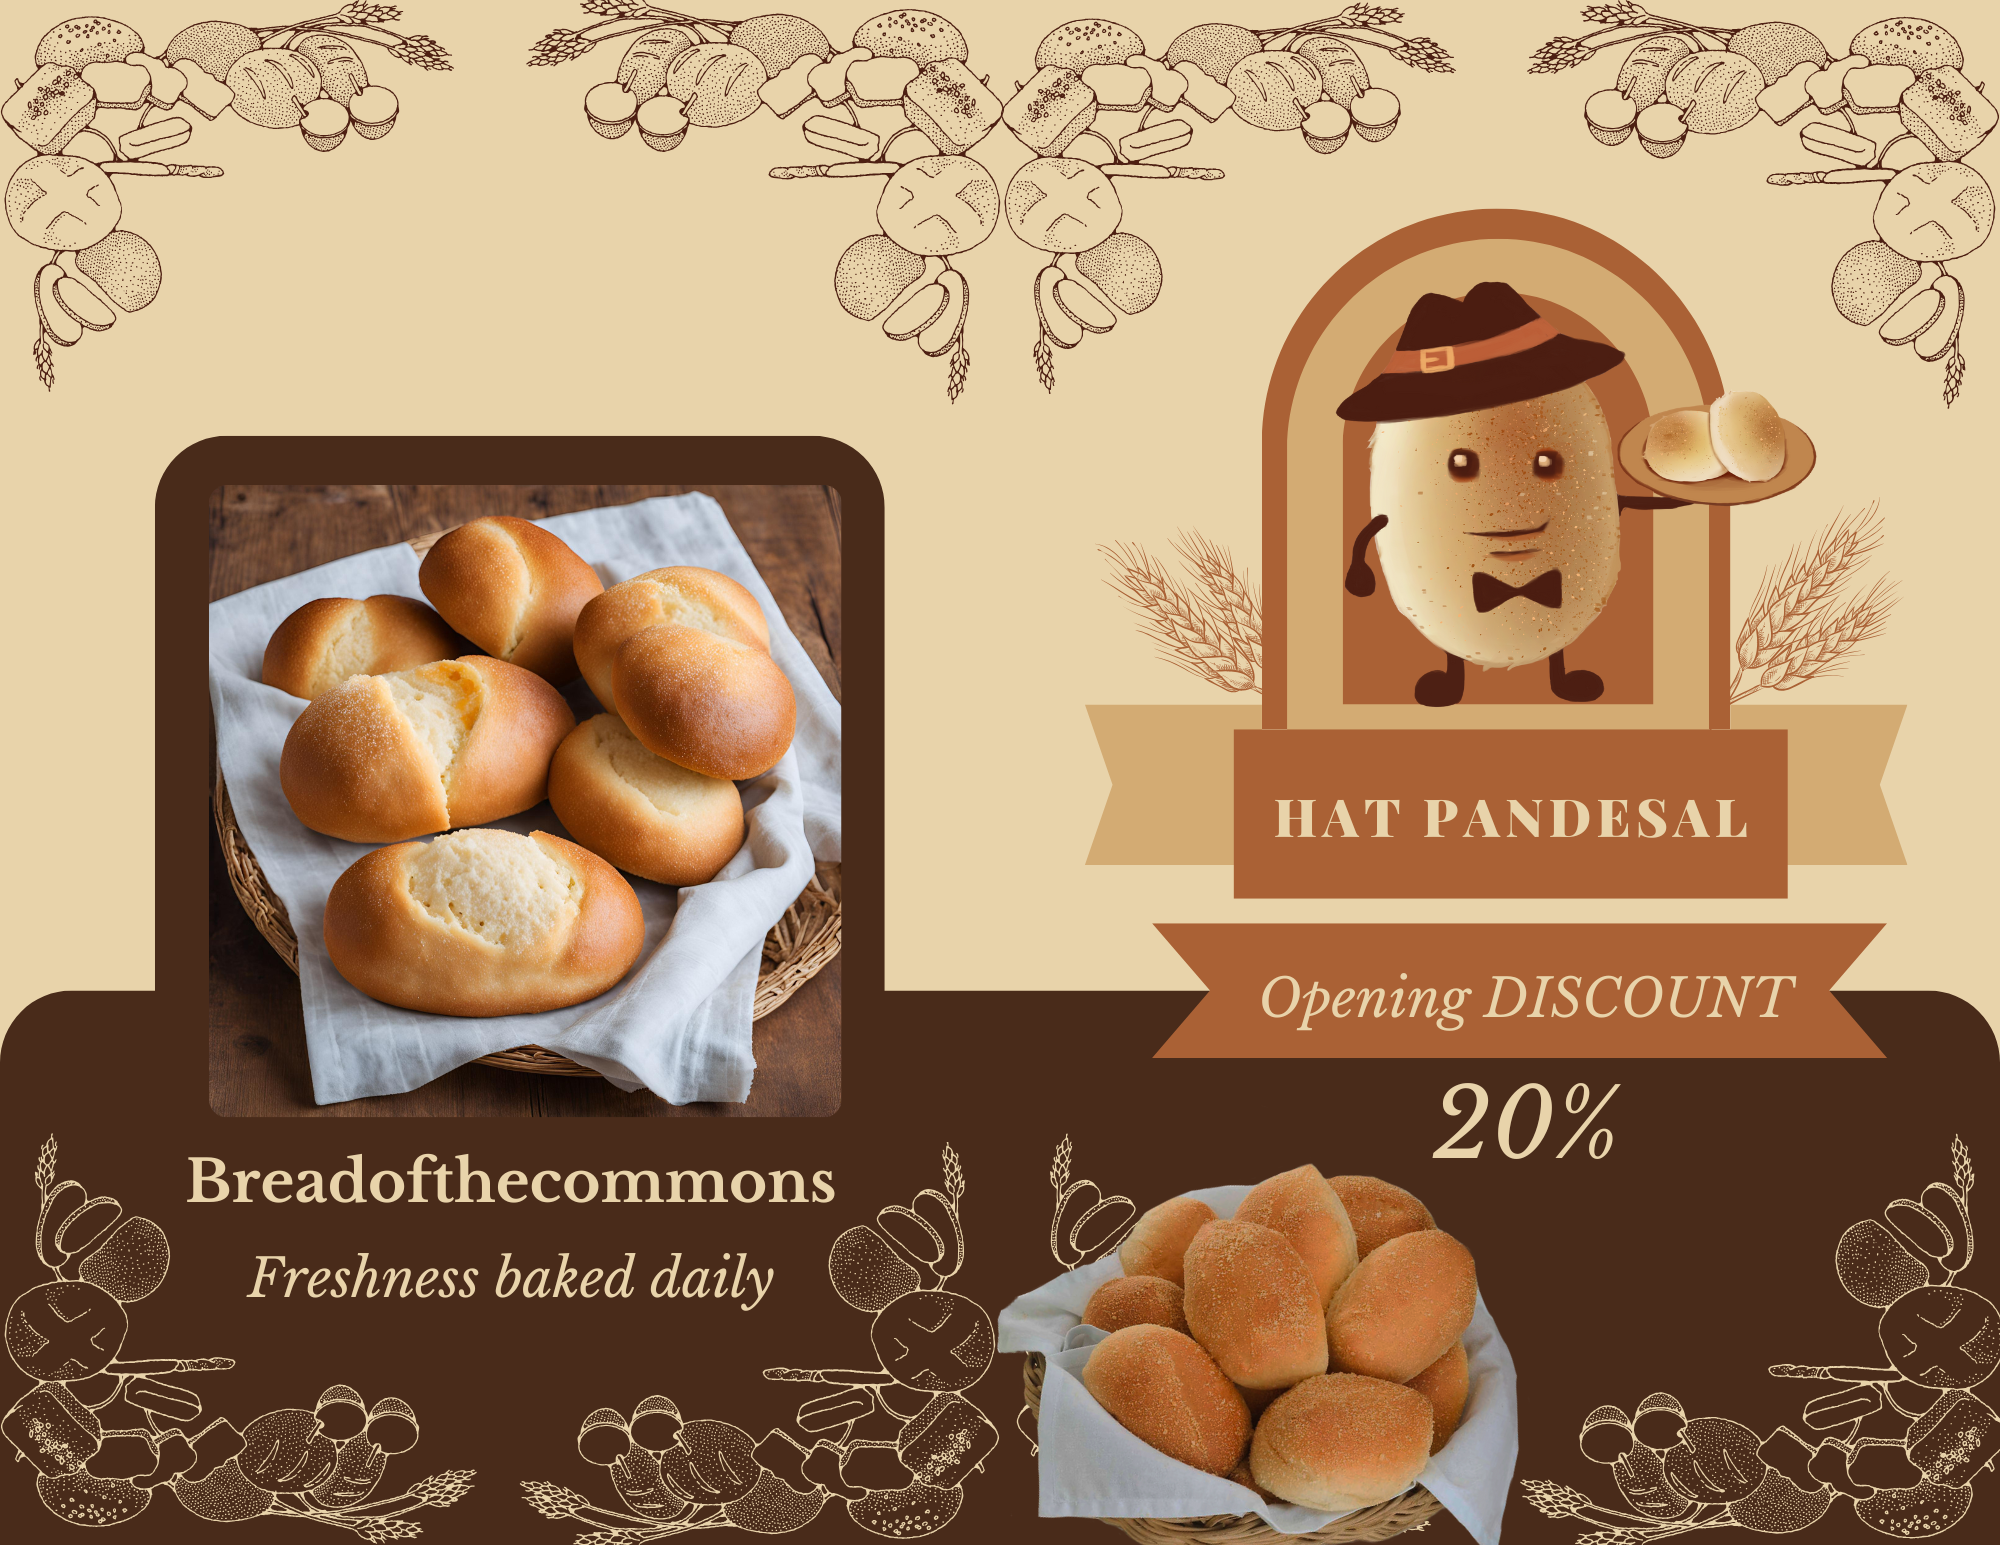 Breadofthecommons
Freshness baked daily
HAT PANDESAL
Opening DISCOUNT
20%